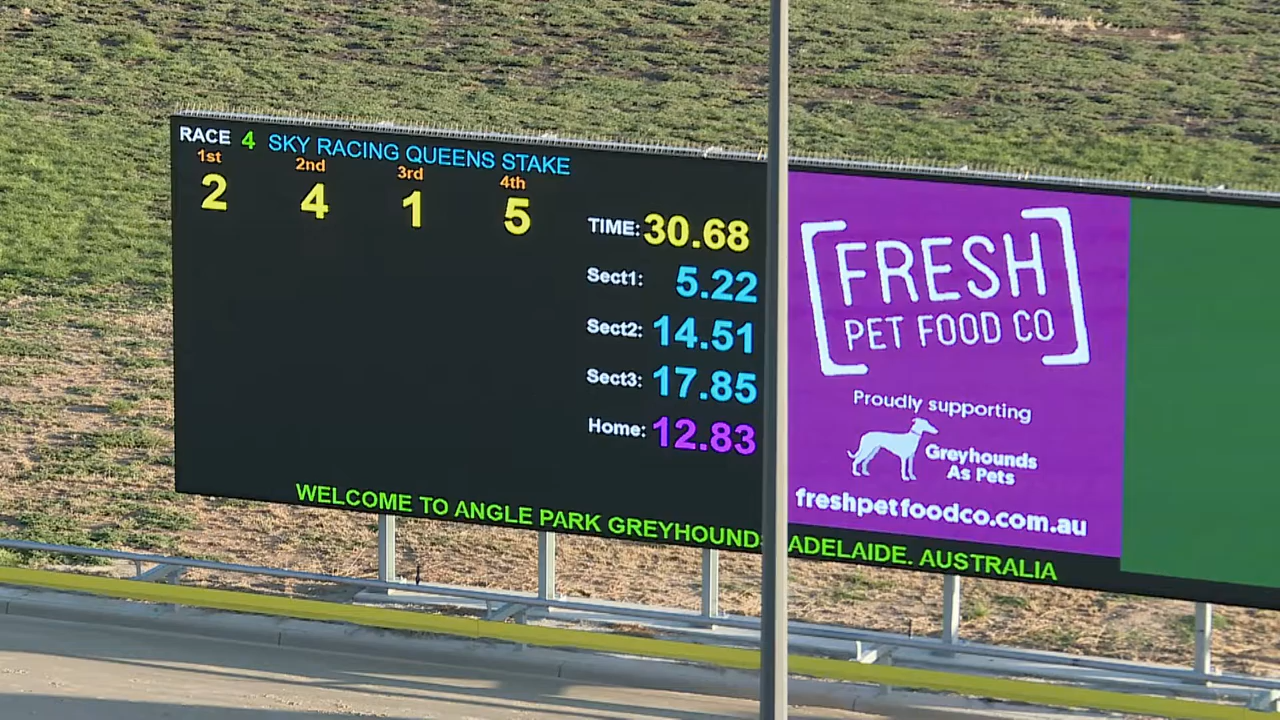 RACE 4 SKY RACING QUEENS STAKE
1st 2nd 3rd 4th
2 4 1 5
TIME: 30.68
Sect1: 5.22
Sect2: 14.51
Sect3: 17.85
Home: 12.83
WELCOME TO ANGLE PARK GREYHOUNDS ADELAIDE. AUSTRALIA
FRESH
PET FOOD CO
Proudly supporting
Greyhounds
As Pets
freshpetfoodco.com.au